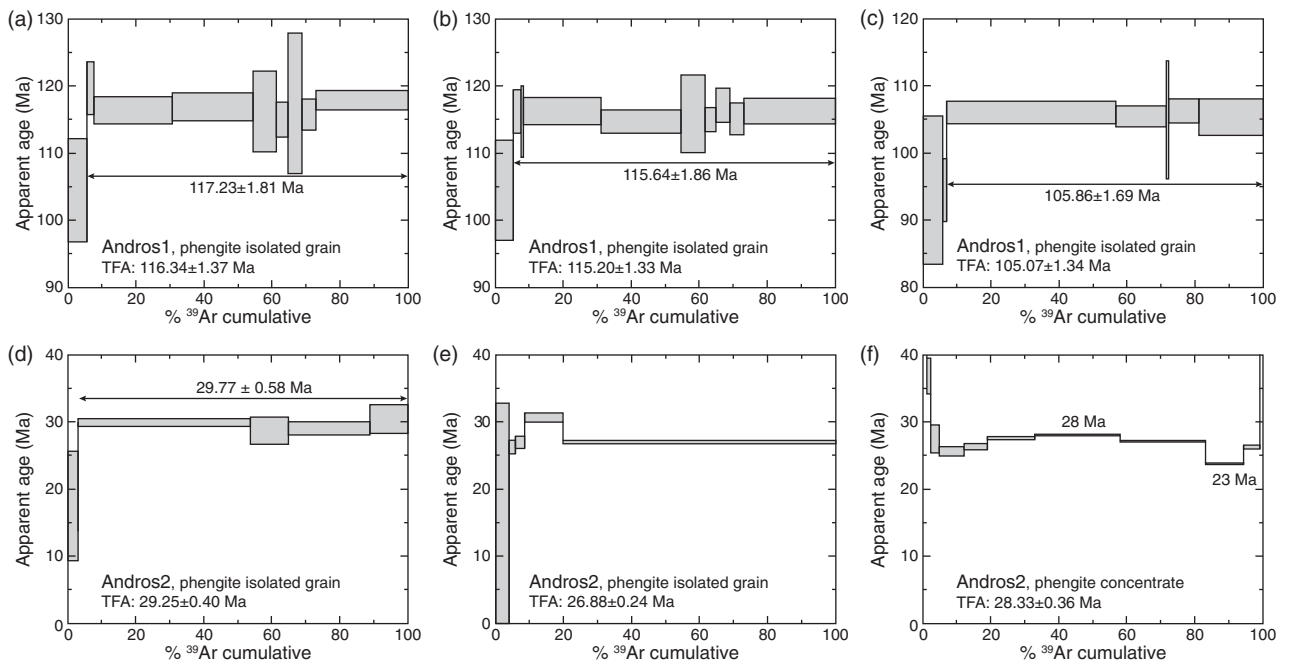 (a)
130
120
110
100
90
Apparent age (Ma)
117.23±1.81 Ma
Andros1, phengite isolated grain
TFA: 116.34±1.37 Ma
0 20 40 60 80 100
% ³⁹Ar cumulative
(b)
130
120
110
100
90
Apparent age (Ma)
115.64±1.86 Ma
Andros1, phengite isolated grain
TFA: 115.20±1.33 Ma
0 20 40 60 80 100
% ³⁹Ar cumulative
(c)
120
110
100
90
80
Apparent age (Ma)
105.86±1.69 Ma
Andros1, phengite isolated grain
TFA: 105.07±1.34 Ma
0 20 40 60 80 100
% ³⁹Ar cumulative
(d)
40
30
20
10
0
Apparent age (Ma)
29.77 ± 0.58 Ma
Andros2, phengite isolated grain
TFA: 29.25±0.40 Ma
0 20 40 60 80 100
% ³⁹Ar cumulative
(e)
40
30
20
10
0
Apparent age (Ma)
Andros2, phengite isolated grain
TFA: 26.88±0.24 Ma
0 20 40 60 80 100
% ³⁹Ar cumulative
(f)
40
30
20
10
0
Apparent age (Ma)
28 Ma
23 Ma
Andros2, phengite concentrate
TFA: 28.33±0.36 Ma
0 20 40 60 80 100
% ³⁹Ar cumulative